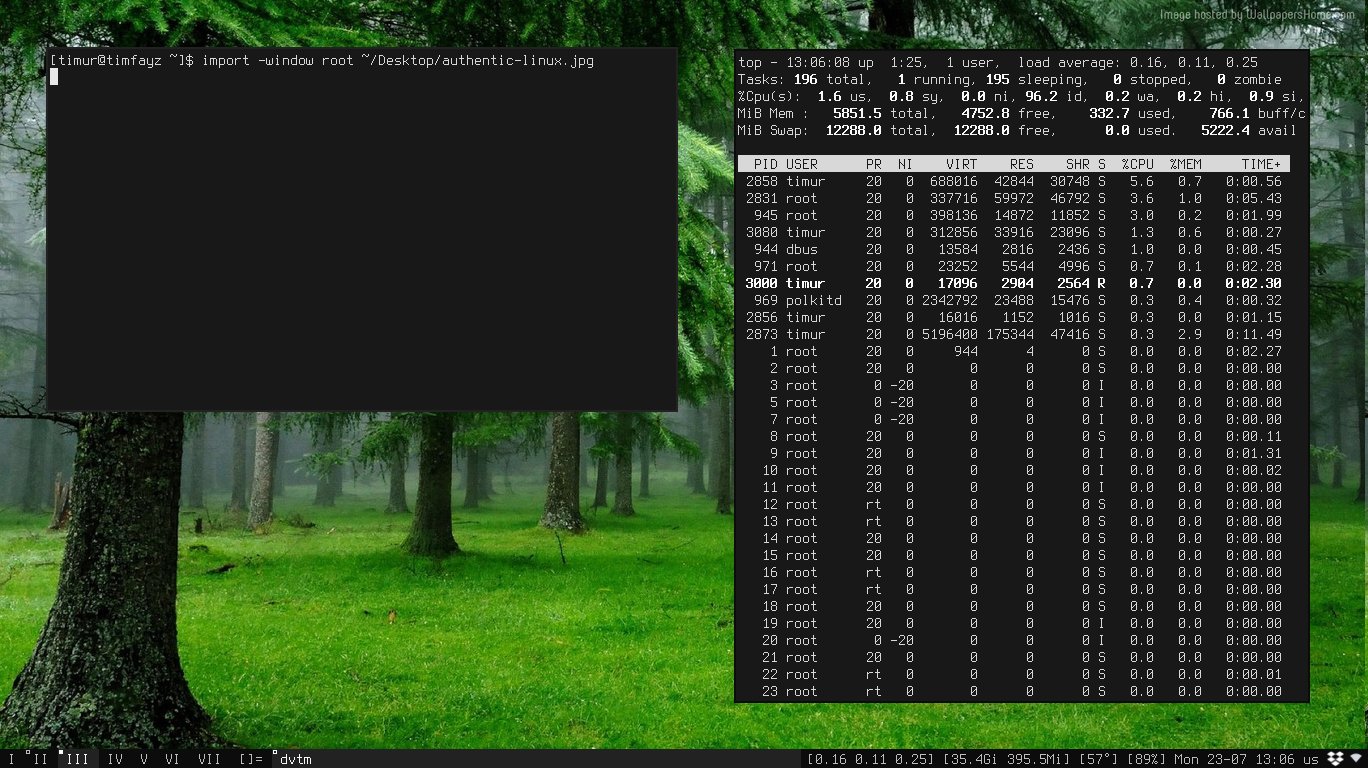 Image hosted by WallpapersHome.com
[timur@timfayz ~]$ import -window root ~/Desktop/authentic-linux.jpg
top - 13:06:08 up  1:25,  1 user,  load average: 0.16, 0.11, 0.25
Tasks: 196 total,   1 running, 195 sleeping,   0 stopped,   0 zombie
%Cpu(s):  1.6 us,  0.8 sy,  0.0 ni, 96.2 id,  0.2 wa,  0.2 hi,  0.9 si,
MiB Mem :   5851.5 total,   4752.8 free,    332.7 used,    766.1 buff/c
MiB Swap:  12288.0 total,  12288.0 free,      0.0 used.   5222.4 avail
PID USER      PR  NI    VIRT    RES    SHR S  %CPU  %MEM     TIME+
2858 timur     20   0  688016  42844  30748 S   5.6   0.7   0:00.56
2831 root      20   0  337716  59972  46792 S   3.6   1.0   0:05.43
945 root      20   0  398136  14872  11852 S   3.0   0.2   0:01.99
3080 timur     20   0  312856  33916  23096 S   1.3   0.6   0:00.27
944 dbus      20   0   13584   2816   2436 S   1.0   0.0   0:00.45
971 root      20   0   23252   5544   4996 S   0.7   0.1   0:02.28
3000 timur     20   0   17096   2904   2564 R   0.7   0.0   0:02.30
969 polkitd   20   0 2342792  23488  15476 S   0.3   0.4   0:00.32
2856 timur     20   0   16016   1152   1016 S   0.3   0.0   0:01.15
2873 timur     20   0 5196400 175344  47416 S   0.3   2.9   0:11.49
1 root      20   0     944      4      0 S   0.0   0.0   0:02.27
2 root      20   0       0      0      0 S   0.0   0.0   0:00.00
3 root       0 -20       0      0      0 I   0.0   0.0   0:00.00
5 root       0 -20       0      0      0 I   0.0   0.0   0:00.00
7 root       0 -20       0      0      0 I   0.0   0.0   0:00.00
8 root      20   0       0      0      0 S   0.0   0.0   0:00.11
9 root      20   0       0      0      0 I   0.0   0.0   0:01.31
10 root      20   0       0      0      0 I   0.0   0.0   0:00.02
11 root      20   0       0      0      0 I   0.0   0.0   0:00.00
12 root      rt   0       0      0      0 S   0.0   0.0   0:00.00
13 root      rt   0       0      0      0 S   0.0   0.0   0:00.00
14 root      20   0       0      0      0 S   0.0   0.0   0:00.00
15 root      20   0       0      0      0 S   0.0   0.0   0:00.00
16 root      rt   0       0      0      0 S   0.0   0.0   0:00.00
17 root      rt   0       0      0      0 S   0.0   0.0   0:00.00
18 root      20   0       0      0      0 S   0.0   0.0   0:00.00
19 root      20   0       0      0      0 I   0.0   0.0   0:00.00
20 root       0 -20       0      0      0 I   0.0   0.0   0:00.00
21 root      20   0       0      0      0 S   0.0   0.0   0:00.00
22 root      rt   0       0      0      0 S   0.0   0.0   0:00.01
23 root      rt   0       0      0      0 S   0.0   0.0   0:00.00
I II III IV V VI VII []= dvtm [0.16 0.11 0.25] [35.4Gi 395.5Mi] [57°] [89%] Mon 23-07 13:06 us